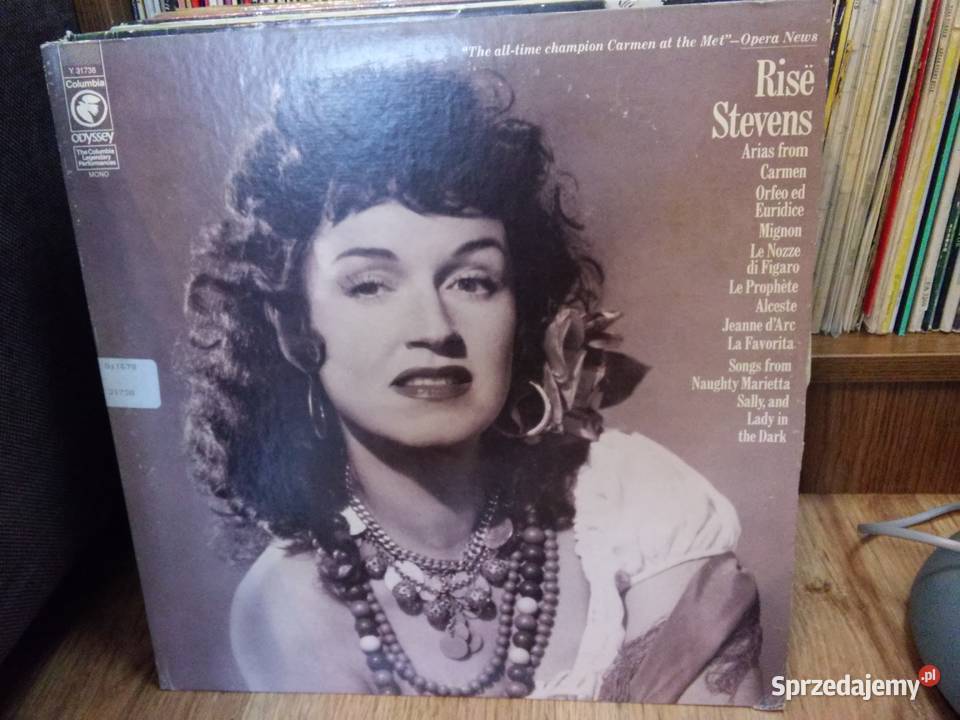 "The all-time champion Carmen at the Met"—Opera News
Y 31738
Columbia
ODYSSEY
The Columbia
Legendary
Performances
MONO
Risë
Stevens
Arias from
Carmen
Orfeo ed
Euridice
Mignon
Le Nozze
di Figaro
Le Prophète
Alceste
Jeanne d'Arc
La Favorita
Songs from
Naughty Marietta
Sally, and
Lady in
the Dark
31738
Sprzedajemy.pl